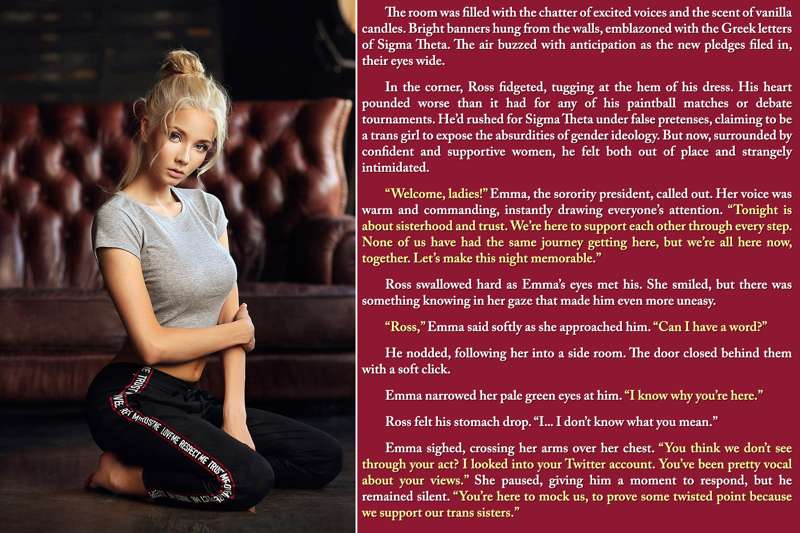 The room was filled with the chatter of excited voices and the scent of vanilla
candles. Bright banners hung from the walls, emblazoned with the Greek letters
of Sigma Theta. The air buzzed with anticipation as the new pledges filed in,
their eyes wide.
In the corner, Ross fidgeted, tugging at the hem of his dress. His heart
pounded worse than it had for any of his paintball matches or debate
tournaments. He’d rushed for Sigma Theta under false pretenses, claiming to be
a trans girl to expose the absurdities of gender ideology. But now, surrounded by
confident and supportive women, he felt both out of place and strangely
intimidated.
“Welcome, ladies!” Emma, the sorority president, called out. Her voice was
warm and commanding, instantly drawing everyone’s attention. “Tonight is
about sisterhood and trust. We’re here to support each other through every step.
None of us have had the same journey getting here, but we’re all here now,
together. Let’s make this night memorable.”
Ross swallowed hard as Emma’s eyes met his. She smiled, but there was
something knowing in her gaze that made him even more uneasy.
“Ross,” Emma said softly as she approached him. “Can I have a word?”
He nodded, following her into a side room. The door closed behind them
with a soft click.
Emma narrowed her pale green eyes at him. “I know why you’re here.”
Ross felt his stomach drop. “I... I don’t know what you mean.”
Emma sighed, crossing her arms over her chest. “You think we don’t see
through your act? I looked into your Twitter account. You’ve been pretty vocal
about your views.” She paused, giving him a moment to respond, but he
remained silent. “You’re here to mock us, to prove some twisted point because
we support our trans sisters.”
LOVE ME RESPECT ME TRUST ME